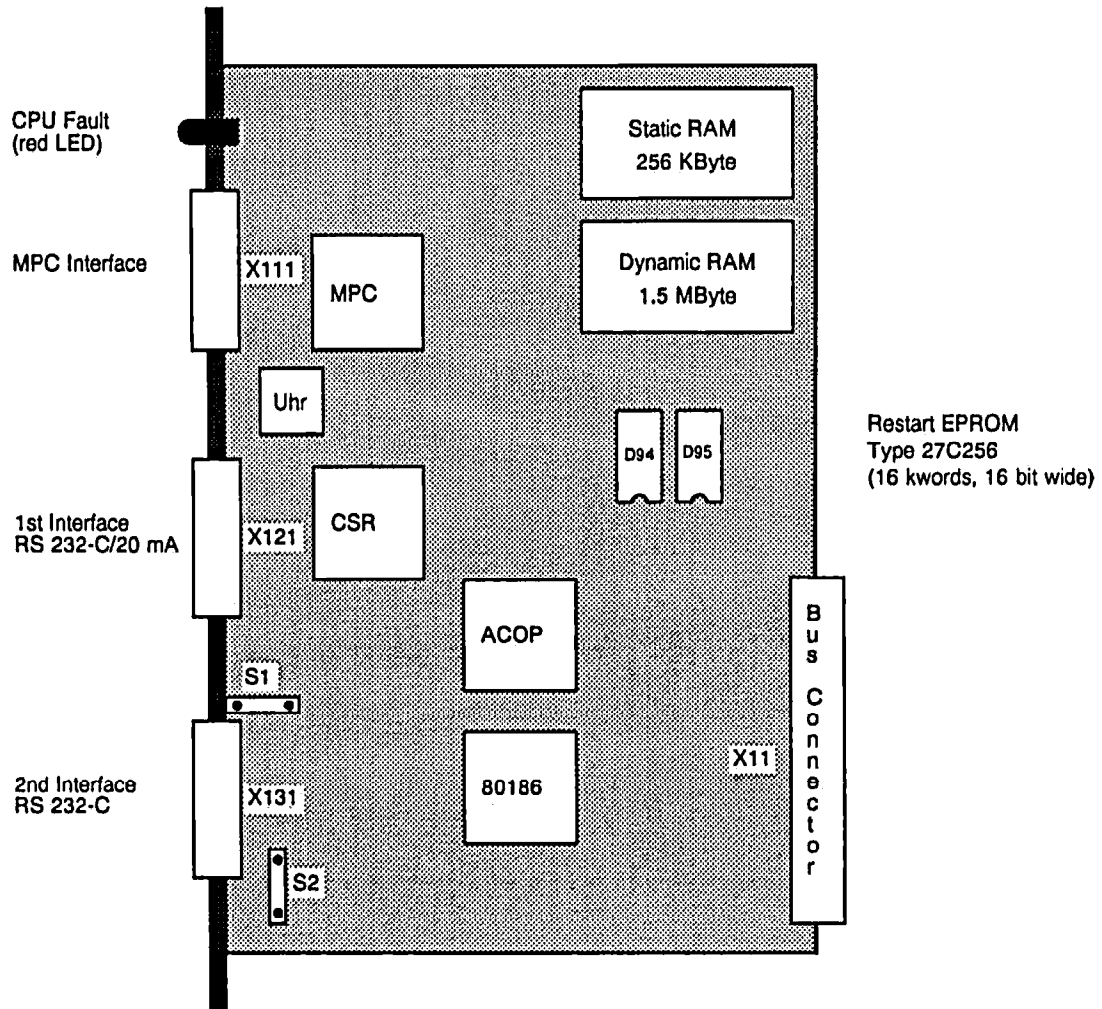 CPU Fault
(red LED)
Static RAM
256 KByte
MPC Interface
X111
MPC
Dynamic RAM
1.5 MByte
Uhr
D94
D95
Restart EPROM
Type 27C256
(16 kwords, 16 bit wide)
1st Interface
RS 232-C/20 mA
X121
CSR
ACOP
S1
Bus Connector
X11
2nd Interface
RS 232-C
X131
80186
S2